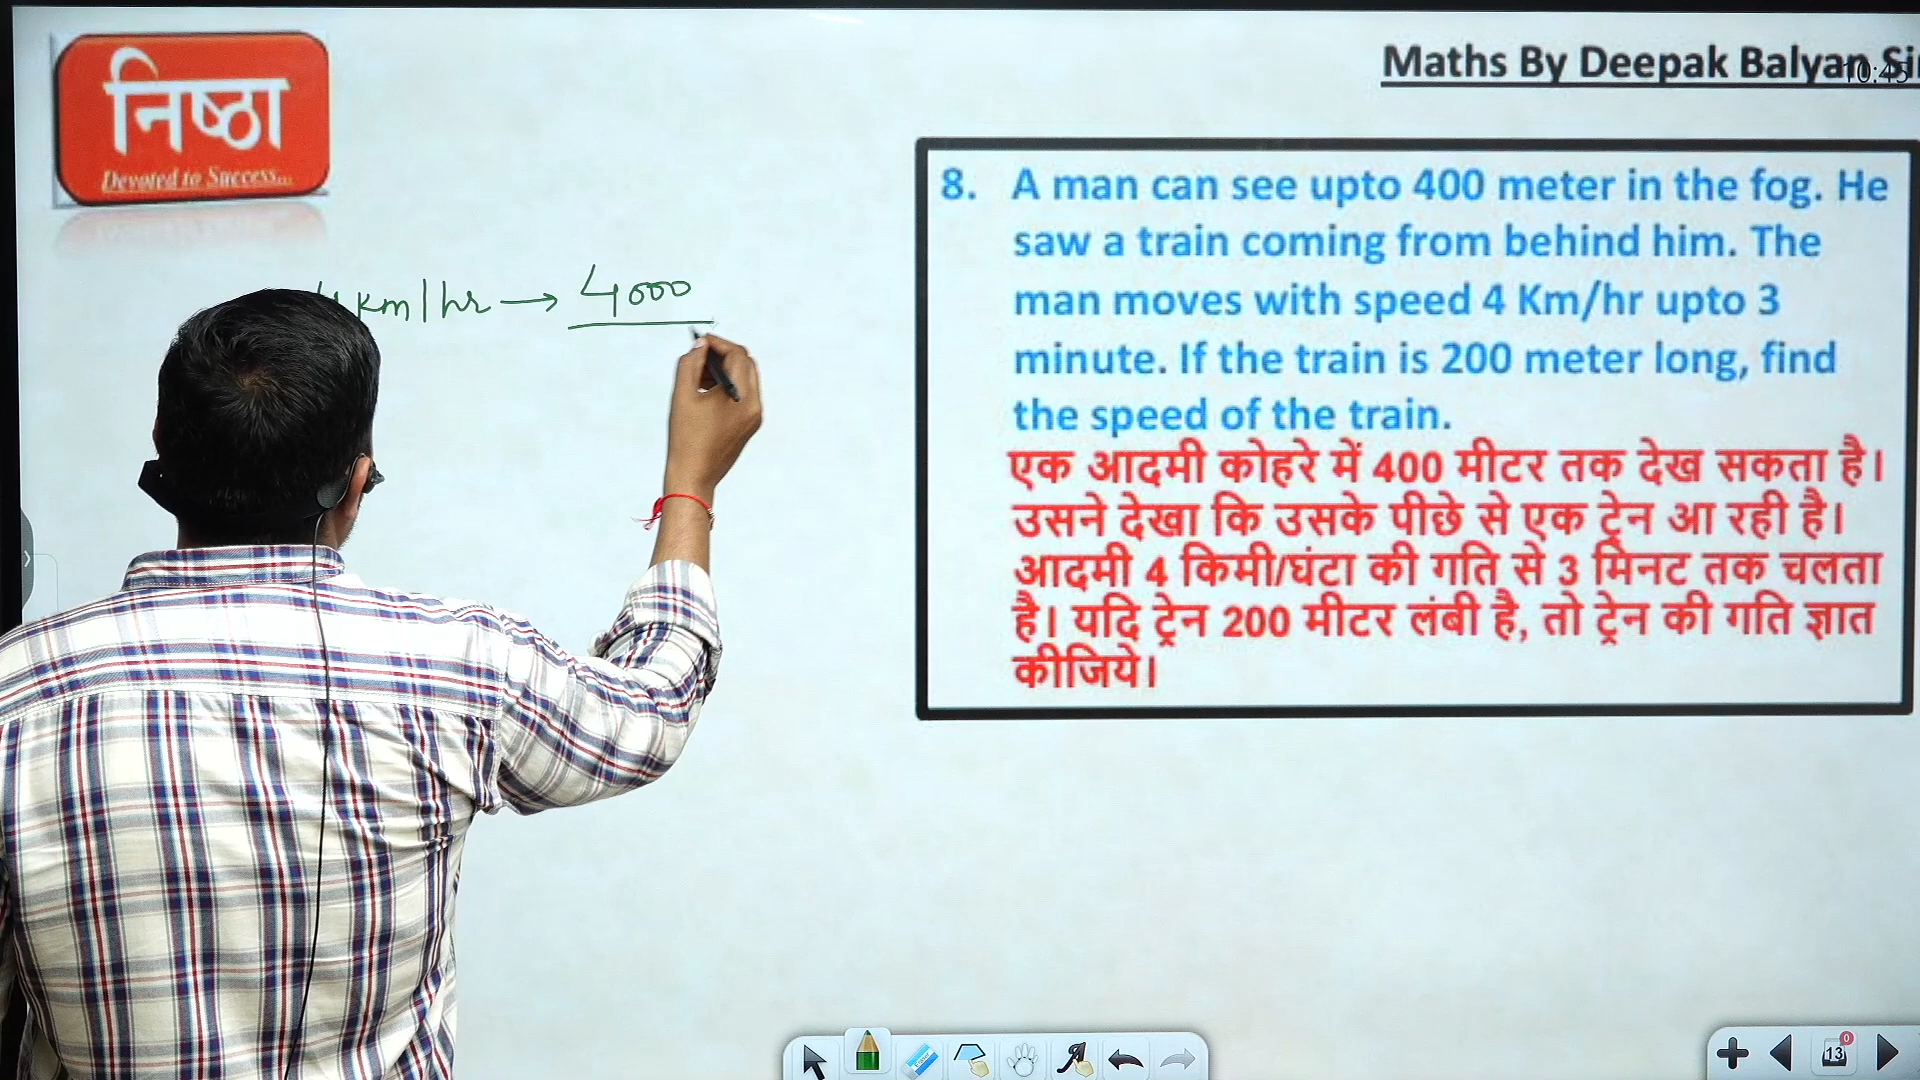 निष्ठा
Devoted to Success...
Maths By Deepak Balyan Sir
10:45
8. A man can see upto 400 meter in the fog. He
saw a train coming from behind him. The
man moves with speed 4 Km/hr upto 3
minute. If the train is 200 meter long, find
the speed of the train.
एक आदमी कोहरे में 400 मीटर तक देख सकता है।
उसने देखा कि उसके पीछे से एक ट्रेन आ रही है।
आदमी 4 किमी/घंटा की गति से 3 मिनट तक चलता
है। यदि ट्रेन 200 मीटर लंबी है, तो ट्रेन की गति ज्ञात
कीजिये।
4 km/hr → 4000
13
0